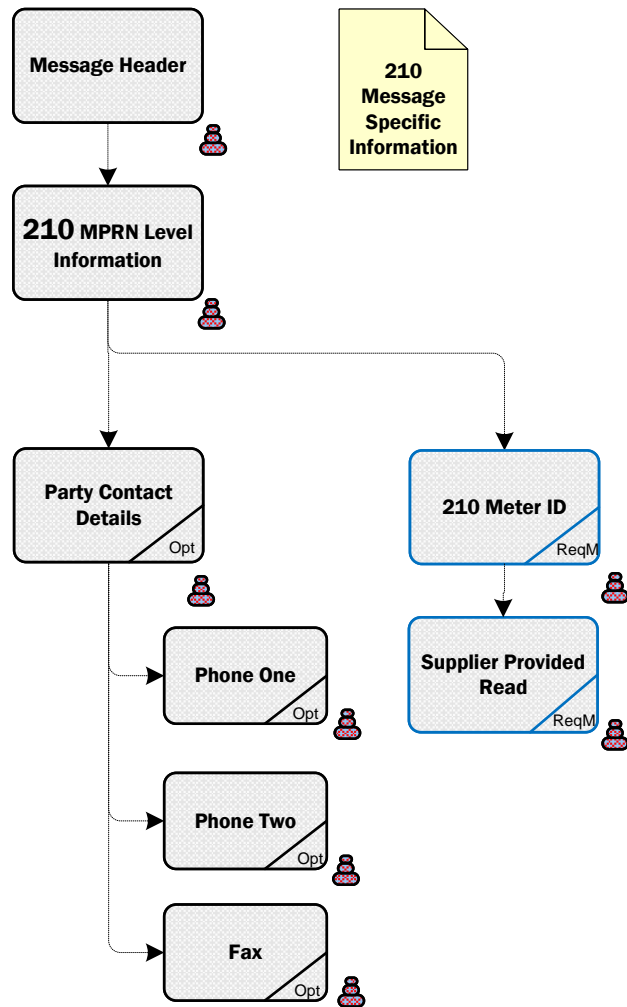 Message Header
210
Message
Specific
Information
210 MPRN Level
Information
Party Contact
Details
Opt
210 Meter ID
ReqM
Phone One
Opt
Supplier Provided
Read
ReqM
Phone Two
Opt
Fax
Opt